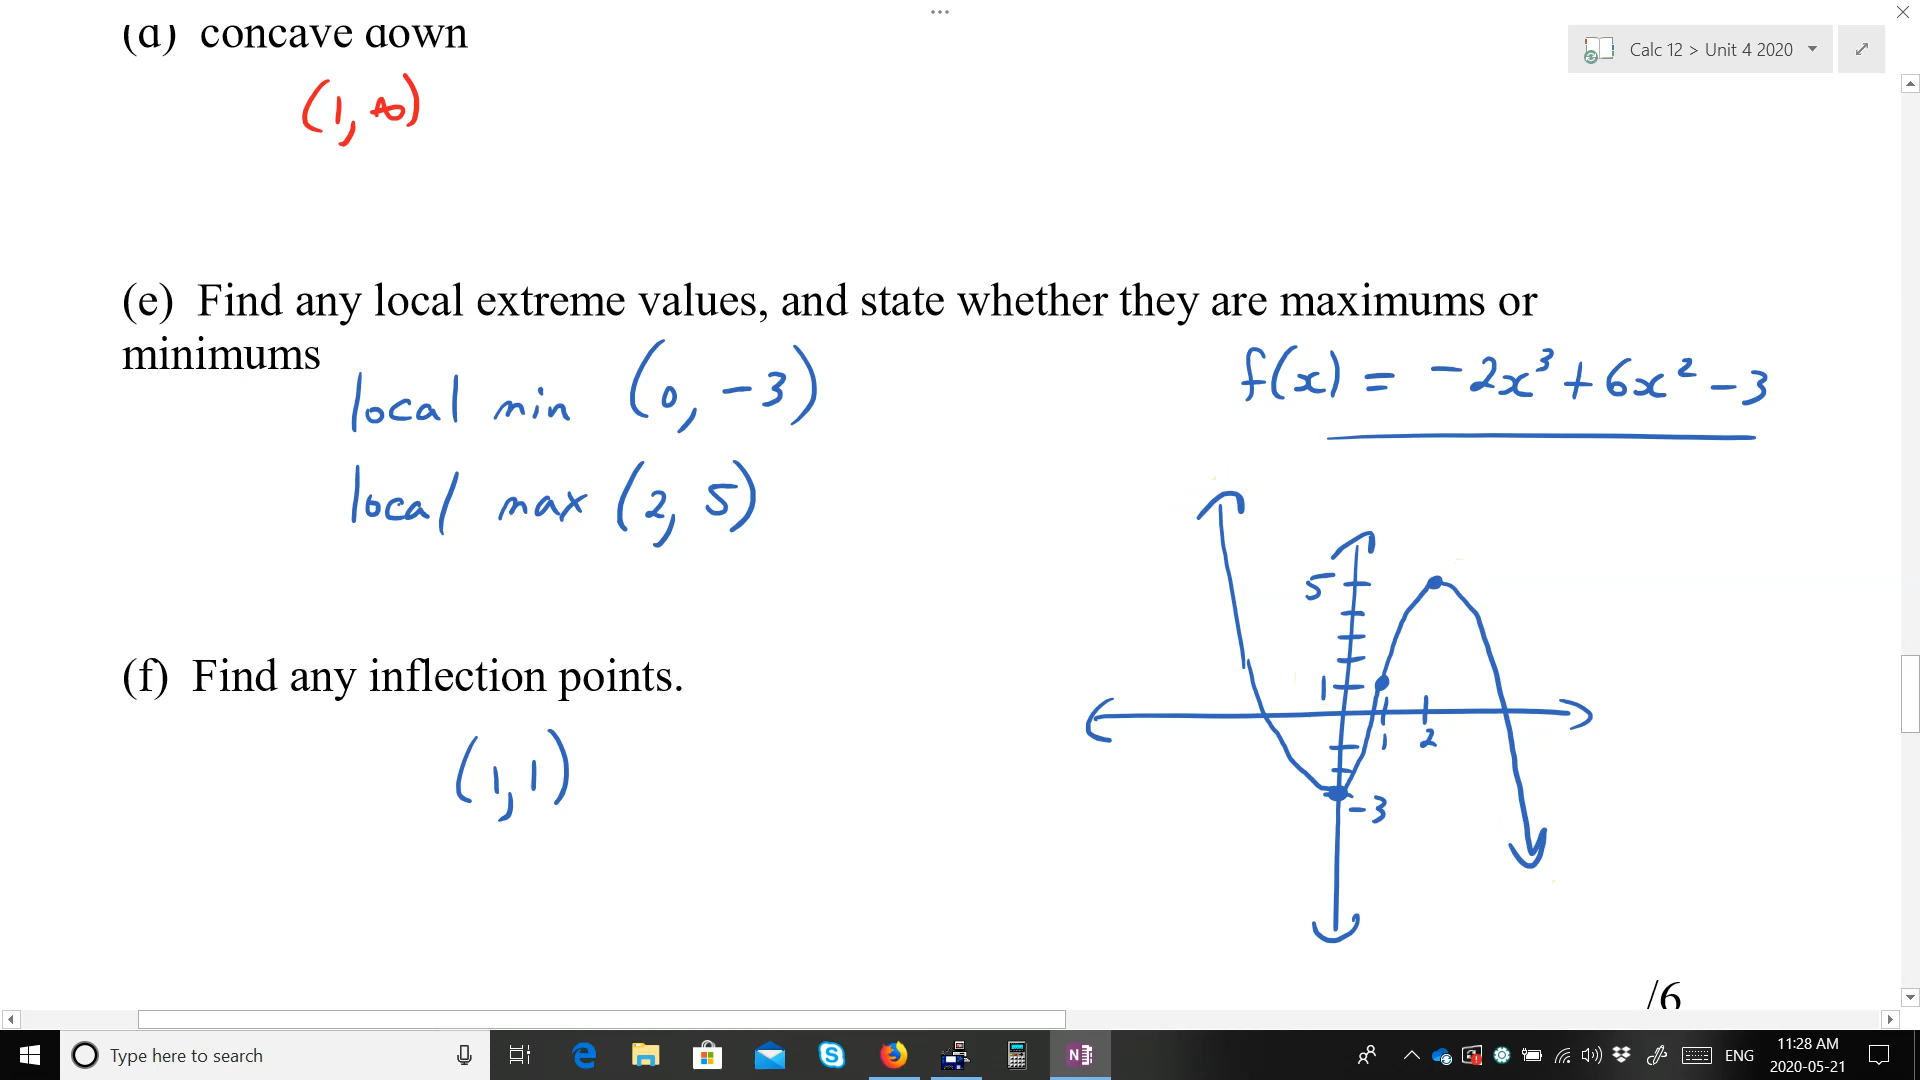 (d) concave down
Calc 12 > Unit 4 2020
(1, ∞)
(e) Find any local extreme values, and state whether they are maximums or
minimums
local min (0, -3)
f(x) = -2x³ + 6x² - 3
local max (2, 5)
5
(f) Find any inflection points.
1
1 2
(1, 1)
-3
/6
Type here to search
ENG
11:28 AM
2020-05-21